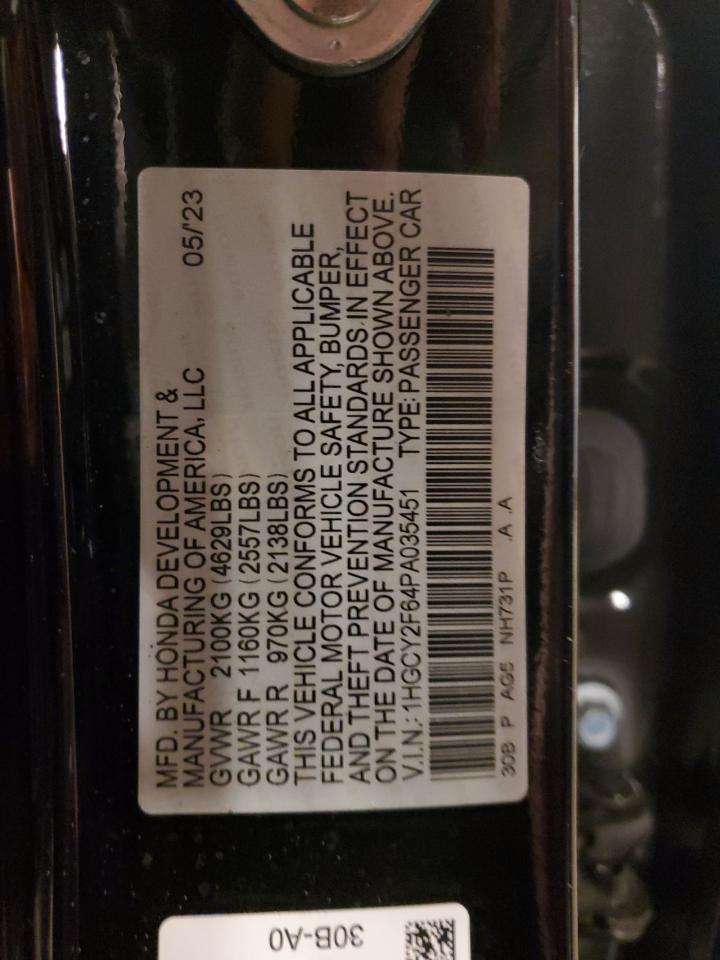 MFD. BY HONDA DEVELOPMENT &
MANUFACTURING OF AMERICA, LLC 05/'23
GVWR 2100KG (4629LBS)
GAWR F 1160KG (2557LBS)
GAWR R 970KG (2138LBS)
THIS VEHICLE CONFORMS TO ALL APPLICABLE
FEDERAL MOTOR VEHICLE SAFETY, BUMPER,
AND THEFT PREVENTION STANDARDS IN EFFECT
ON THE DATE OF MANUFACTURE SHOWN ABOVE.
V.I.N.: 1HGCY2F64PA035451 TYPE: PASSENGER CAR
30B P AG5 NH731P .A .A
30B-A0